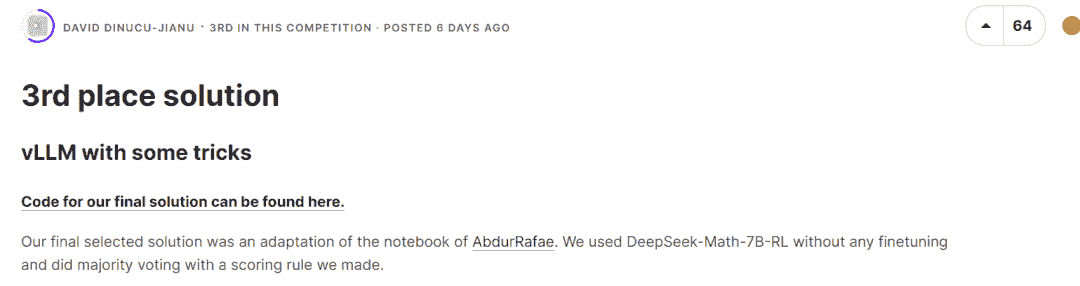 DAVID DINUCU-JIANU · 3RD IN THIS COMPETITION · POSTED 6 DAYS AGO
64
3rd place solution
vLLM with some tricks
Code for our final solution can be found here.
Our final selected solution was an adaptation of the notebook of AbdurRafae. We used DeepSeek-Math-7B-RL without any finetuning
and did majority voting with a scoring rule we made.